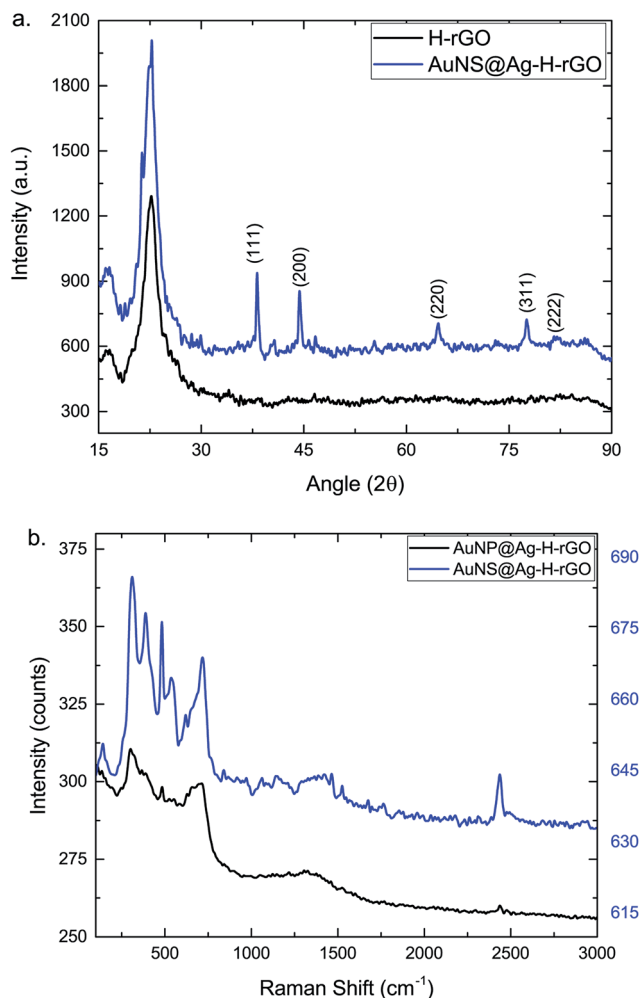 a.
2100
1800
1500
1200
900
600
300
Intensity (a.u.)
H-rGO
AuNS@Ag-H-rGO
(111)
(200)
(220)
(311)
(222)
15 30 45 60 75 90
Angle (2θ)
b.
375
350
325
300
275
250
Intensity (counts)
AuNP@Ag-H-rGO
AuNS@Ag-H-rGO
690
675
660
645
630
615
500 1000 1500 2000 2500 3000
Raman Shift (cm⁻¹)